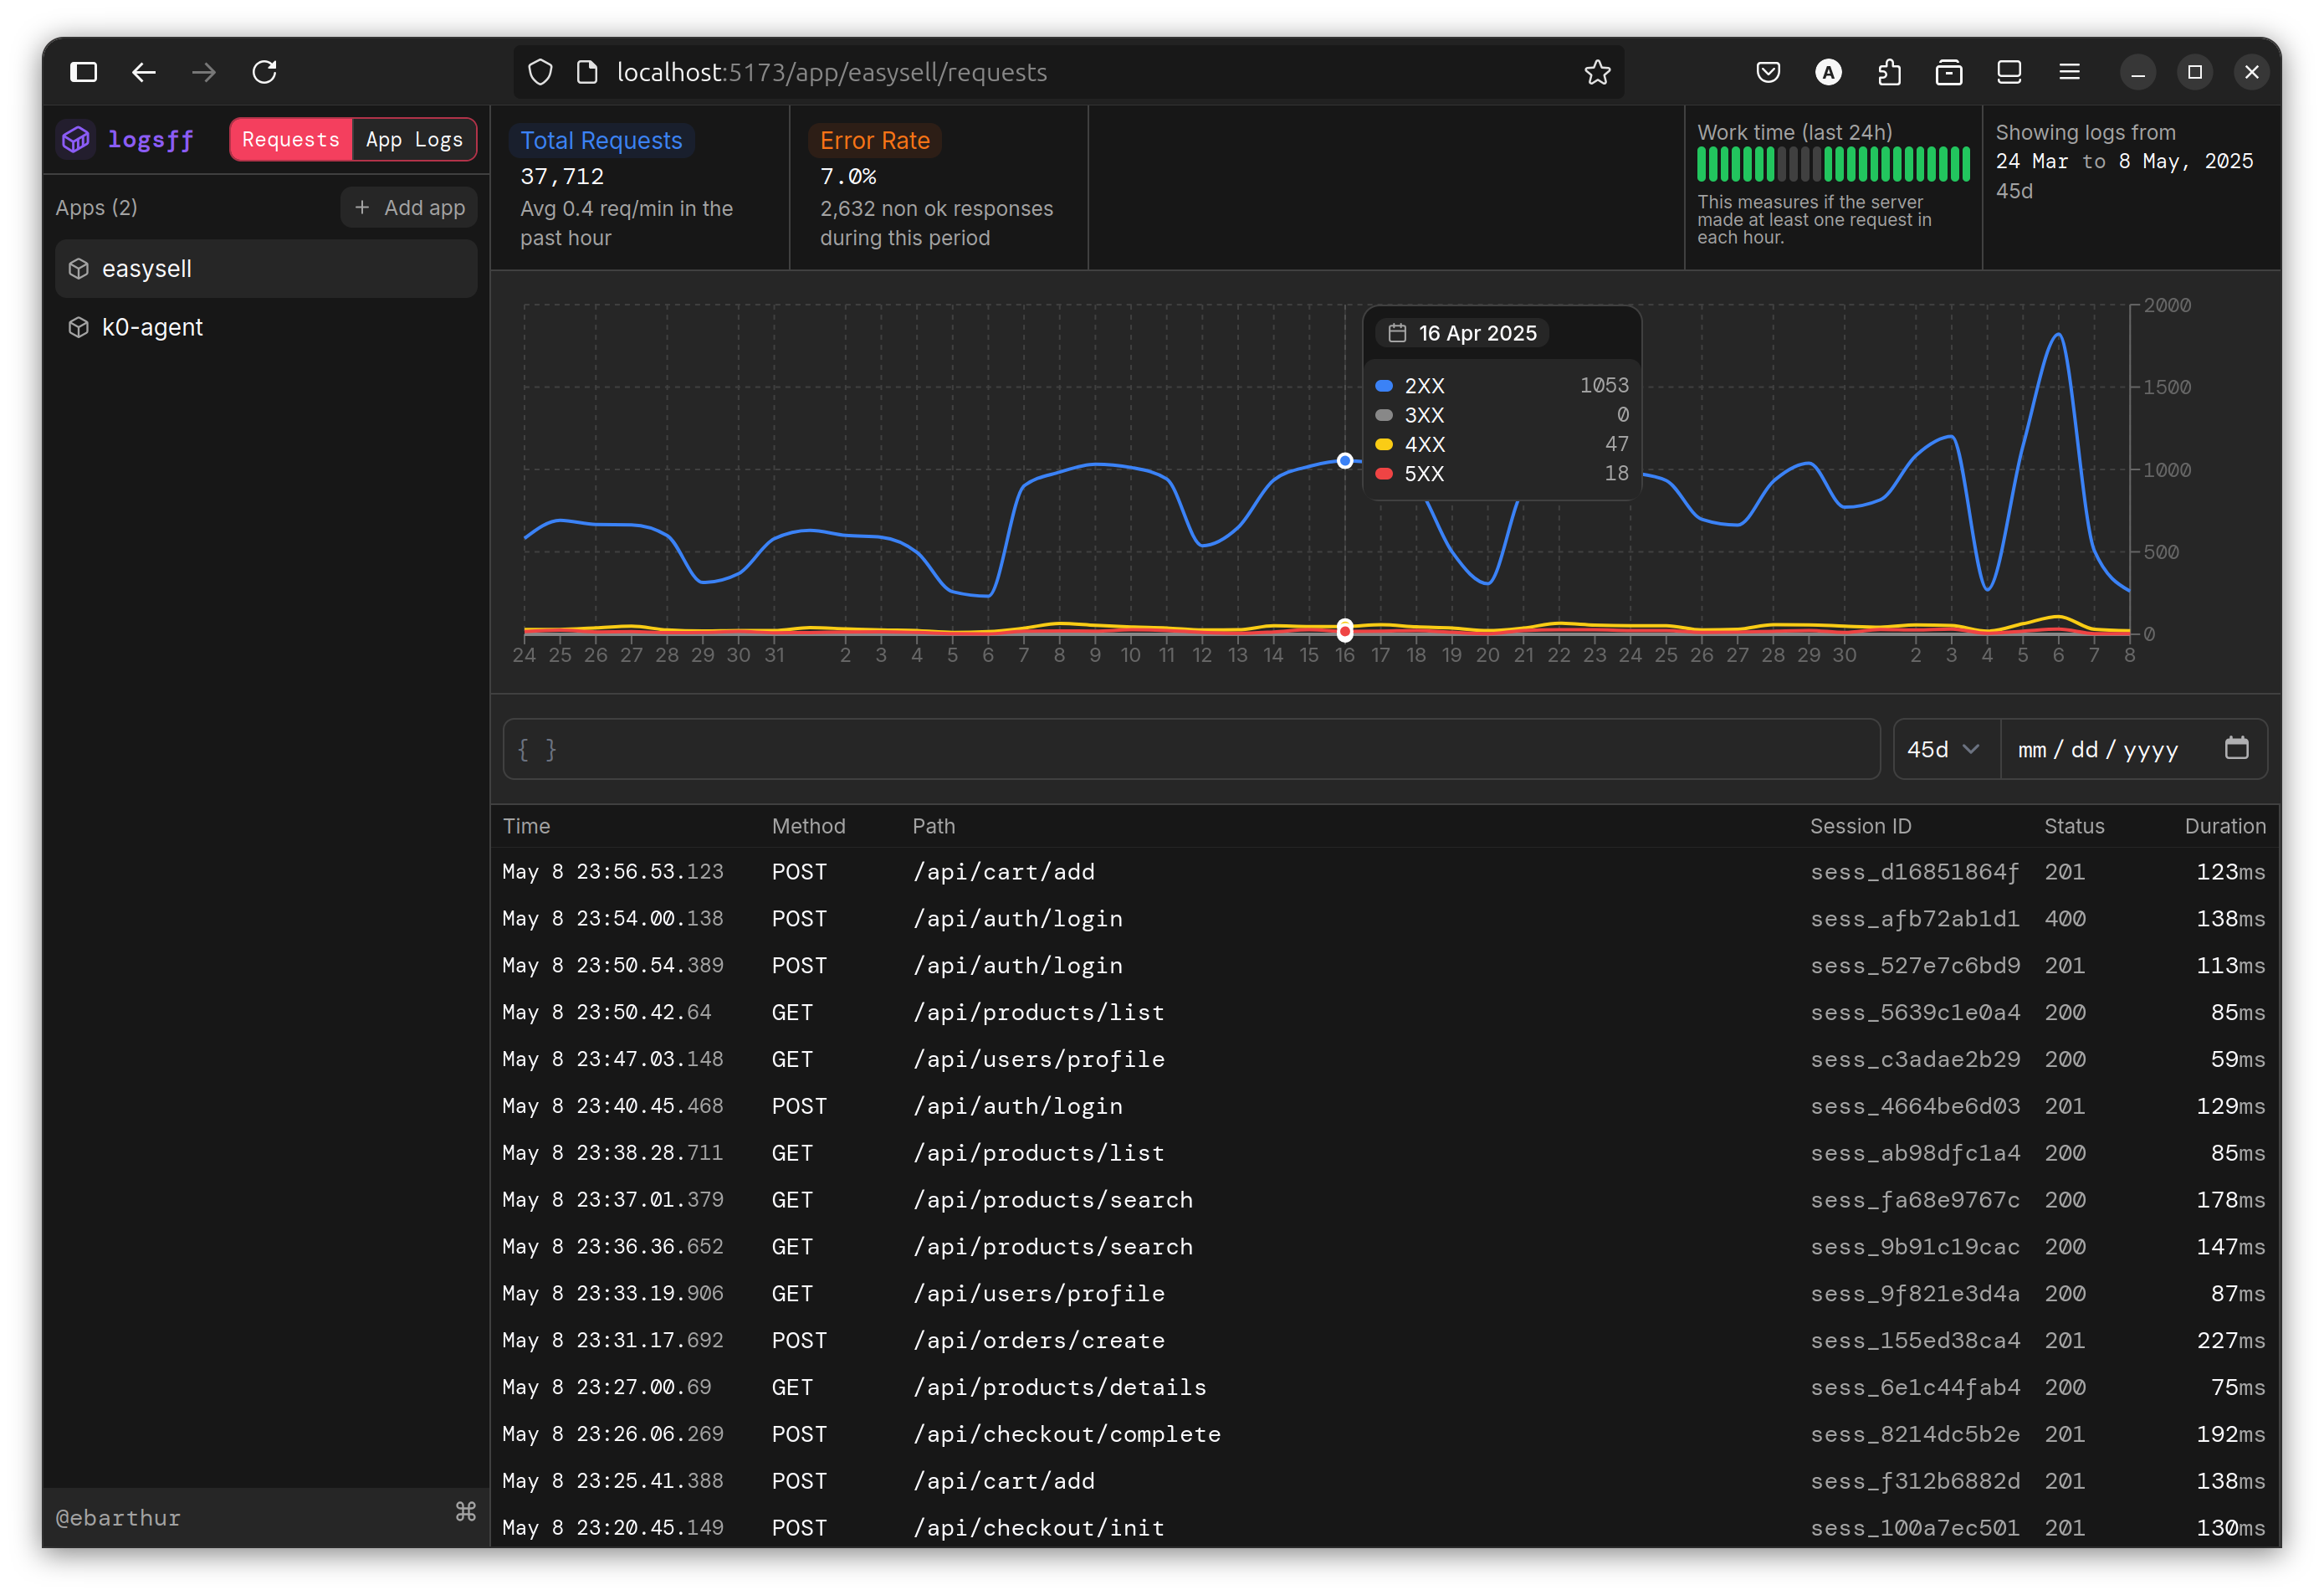 localhost:5173/app/easysell/requests
logsff
Requests App Logs
Apps (2)
+ Add app
easysell
k0-agent
@ebarthur
Total Requests
37,712
Avg 0.4 req/min in the
past hour
Error Rate
7.0%
2,632 non ok responses
during this period
Work time (last 24h)
This measures if the server
made at least one request in
each hour.
Showing logs from
24 Mar to 8 May, 2025
45d
2000
1500
1000
500
0
16 Apr 2025
2XX 1053
3XX 0
4XX 47
5XX 18
24 25 26 27 28 29 30 31 2 3 4 5 6 7 8 9 10 11 12 13 14 15 16 17 18 19 20 21 22 23 24 25 26 27 28 29 30 2 3 4 5 6 7 8
{ }
45d
mm / dd / yyyy
Time Method Path Session ID Status Duration
May 8 23:56.53.123 POST /api/cart/add sess_d16851864f 201 123ms
May 8 23:54.00.138 POST /api/auth/login sess_afb72ab1d1 400 138ms
May 8 23:50.54.389 POST /api/auth/login sess_527e7c6bd9 201 113ms
May 8 23:50.42.64 GET /api/products/list sess_5639c1e0a4 200 85ms
May 8 23:47.03.148 GET /api/users/profile sess_c3adae2b29 200 59ms
May 8 23:40.45.468 POST /api/auth/login sess_4664be6d03 201 129ms
May 8 23:38.28.711 GET /api/products/list sess_ab98dfc1a4 200 85ms
May 8 23:37.01.379 GET /api/products/search sess_fa68e9767c 200 178ms
May 8 23:36.36.652 GET /api/products/search sess_9b91c19cac 200 147ms
May 8 23:33.19.906 GET /api/users/profile sess_9f821e3d4a 200 87ms
May 8 23:31.17.692 POST /api/orders/create sess_155ed38ca4 201 227ms
May 8 23:27.00.69 GET /api/products/details sess_6e1c44fab4 200 75ms
May 8 23:26.06.269 POST /api/checkout/complete sess_8214dc5b2e 201 192ms
May 8 23:25.41.388 POST /api/cart/add sess_f312b6882d 201 138ms
May 8 23:20.45.149 POST /api/checkout/init sess_100a7ec501 201 130ms